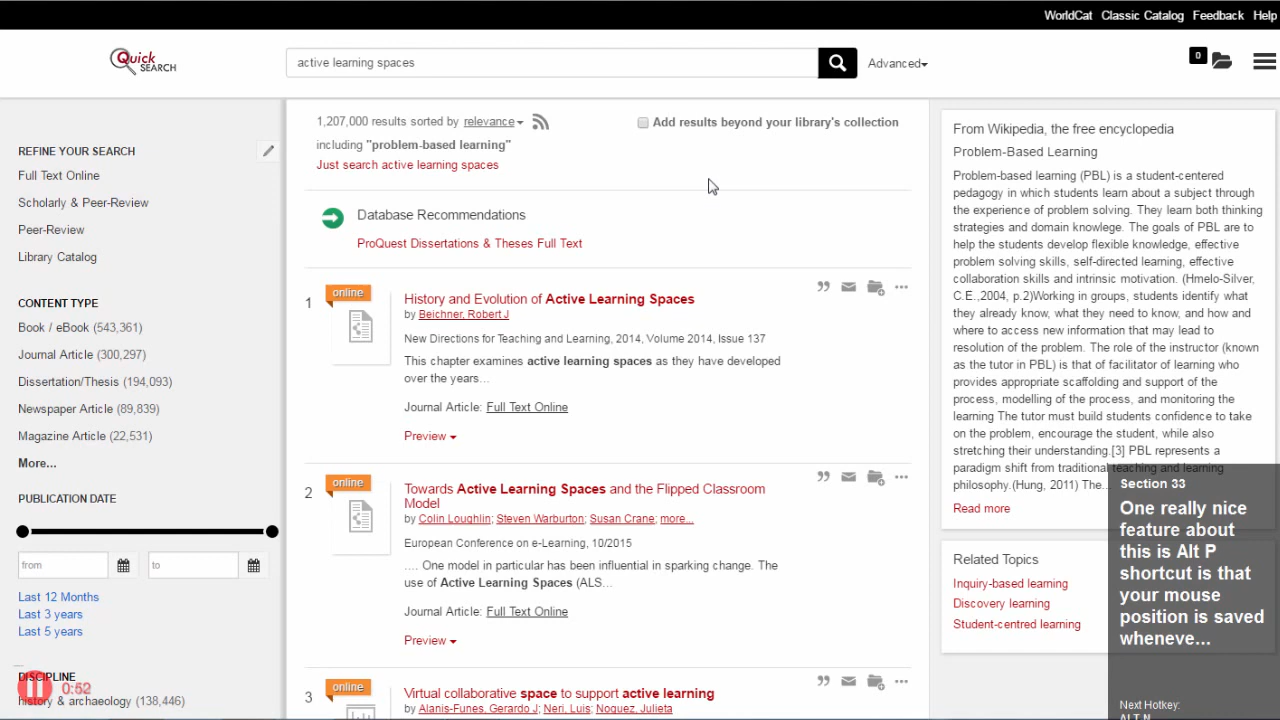 WorldCat Classic Catalog Feedback Help
Quick SEARCH
active learning spaces
Advanced
0
REFINE YOUR SEARCH
Full Text Online
Scholarly & Peer-Review
Peer-Review
Library Catalog
CONTENT TYPE
Book / eBook (543,361)
Journal Article (300,297)
Dissertation/Thesis (194,093)
Newspaper Article (89,839)
Magazine Article (22,531)
More...
PUBLICATION DATE
from
to
Last 12 Months
Last 3 years
Last 5 years
DISCIPLINE
0:52
history & archaeology (138,446)
1,207,000 results sorted by relevance
Add results beyond your library's collection
including "problem-based learning"
Just search active learning spaces
Database Recommendations
ProQuest Dissertations & Theses Full Text
1
online
History and Evolution of Active Learning Spaces
by Beichner, Robert J
New Directions for Teaching and Learning, 2014, Volume 2014, Issue 137
This chapter examines active learning spaces as they have developed
over the years...
Journal Article: Full Text Online
Preview
2
online
Towards Active Learning Spaces and the Flipped Classroom
Model
by Colin Loughlin; Steven Warburton; Susan Crane; more...
European Conference on e-Learning, 10/2015
.... One model in particular has been influential in sparking change. The
use of Active Learning Spaces (ALS...
Journal Article: Full Text Online
Preview
3
online
Virtual collaborative space to support active learning
by Alanis-Funes, Gerardo J; Neri, Luis; Noguez, Julieta
From Wikipedia, the free encyclopedia
Problem-Based Learning
Problem-based learning (PBL) is a student-centered
pedagogy in which students learn about a subject through
the experience of problem solving. They learn both thinking
strategies and domain knowlege. The goals of PBL are to
help the students develop flexible knowledge, effective
problem solving skills, self-directed learning, effective
collaboration skills and intrinsic motivation. (Hmelo-Silver,
C.E.,2004, p.2)Working in groups, students identify what
they already know, what they need to know, and how and
where to access new information that may lead to
resolution of the problem. The role of the instructor (known
as the tutor in PBL) is that of facilitator of learning who
provides appropriate scaffolding and support of the
process, modelling of the process, and monitoring the
learning The tutor must build students confidence to take
on the problem, encourage the student, while also
stretching their understanding.[3] PBL represents a
paradigm shift from traditional teaching and learning
philosophy.(Hung, 2011) The...
Read more
Related Topics
Inquiry-based learning
Discovery learning
Student-centred learning
Section 33
One really nice
feature about
this is Alt P
shortcut is that
your mouse
position is saved
wheneve...
Next Hotkey:
ALT N